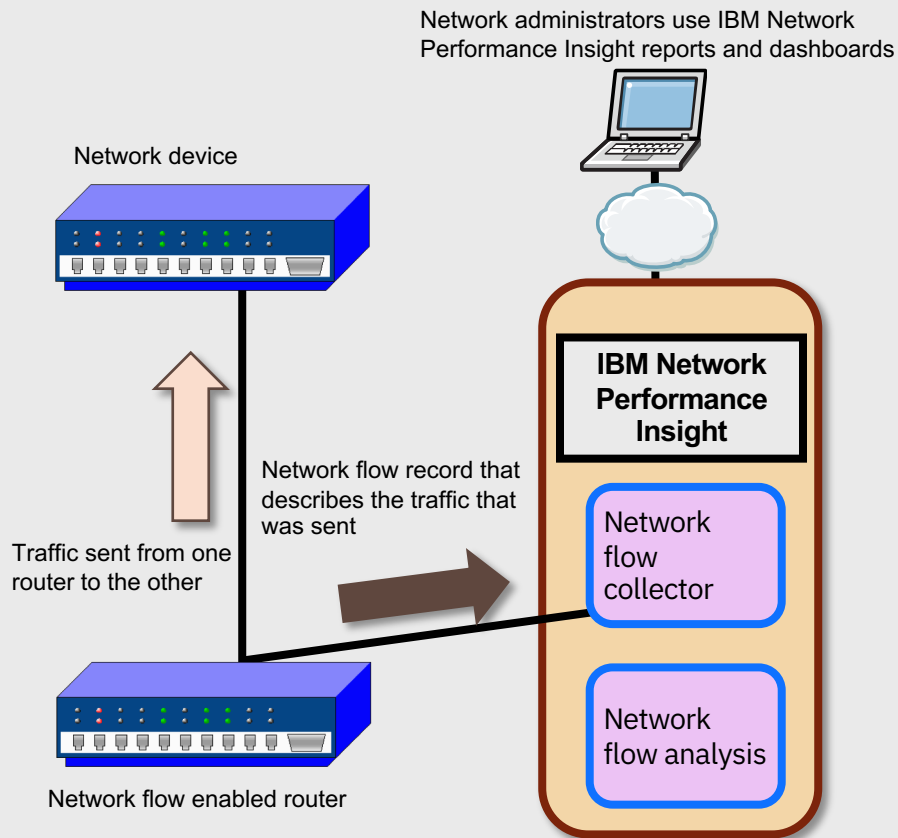 Network administrators use IBM Network
Performance Insight reports and dashboards
Network device
IBM Network
Performance
Insight
Network flow record that
describes the traffic that
was sent
Traffic sent from one
router to the other
Network
flow
collector
Network
flow analysis
Network flow enabled router